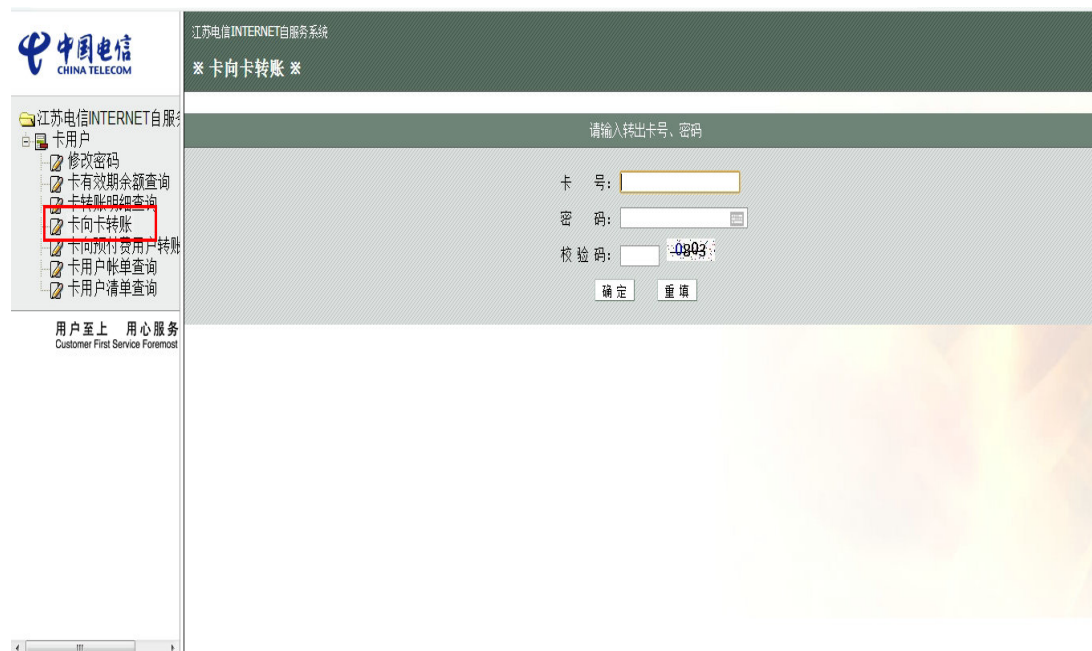 中国电信
CHINA TELECOM
江苏电信INTERNET自服务系统
※ 卡向卡转账 ※
江苏电信INTERNET自服
卡用户
修改密码
卡有效期余额查询
卡转账明细查询
卡向卡转账
卡向预付费用户转账
卡用户帐单查询
卡用户清单查询
用户至上 用心服务
Customer First Service Foremost
请输入转出卡号、密码
卡 号:
密 码:
校 验 码: 0803
确 定 重 填